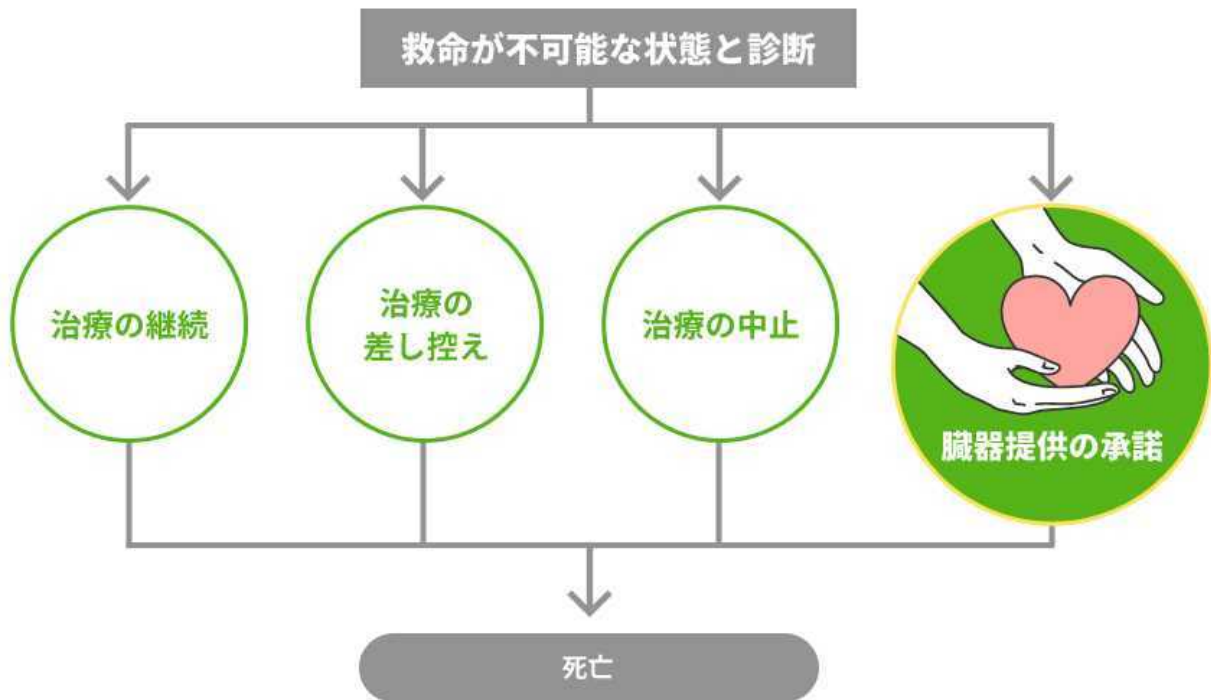 救命が不可能な状態と診断
治療の継続
治療の
差し控え
治療の中止
臓器提供の承諾
死亡